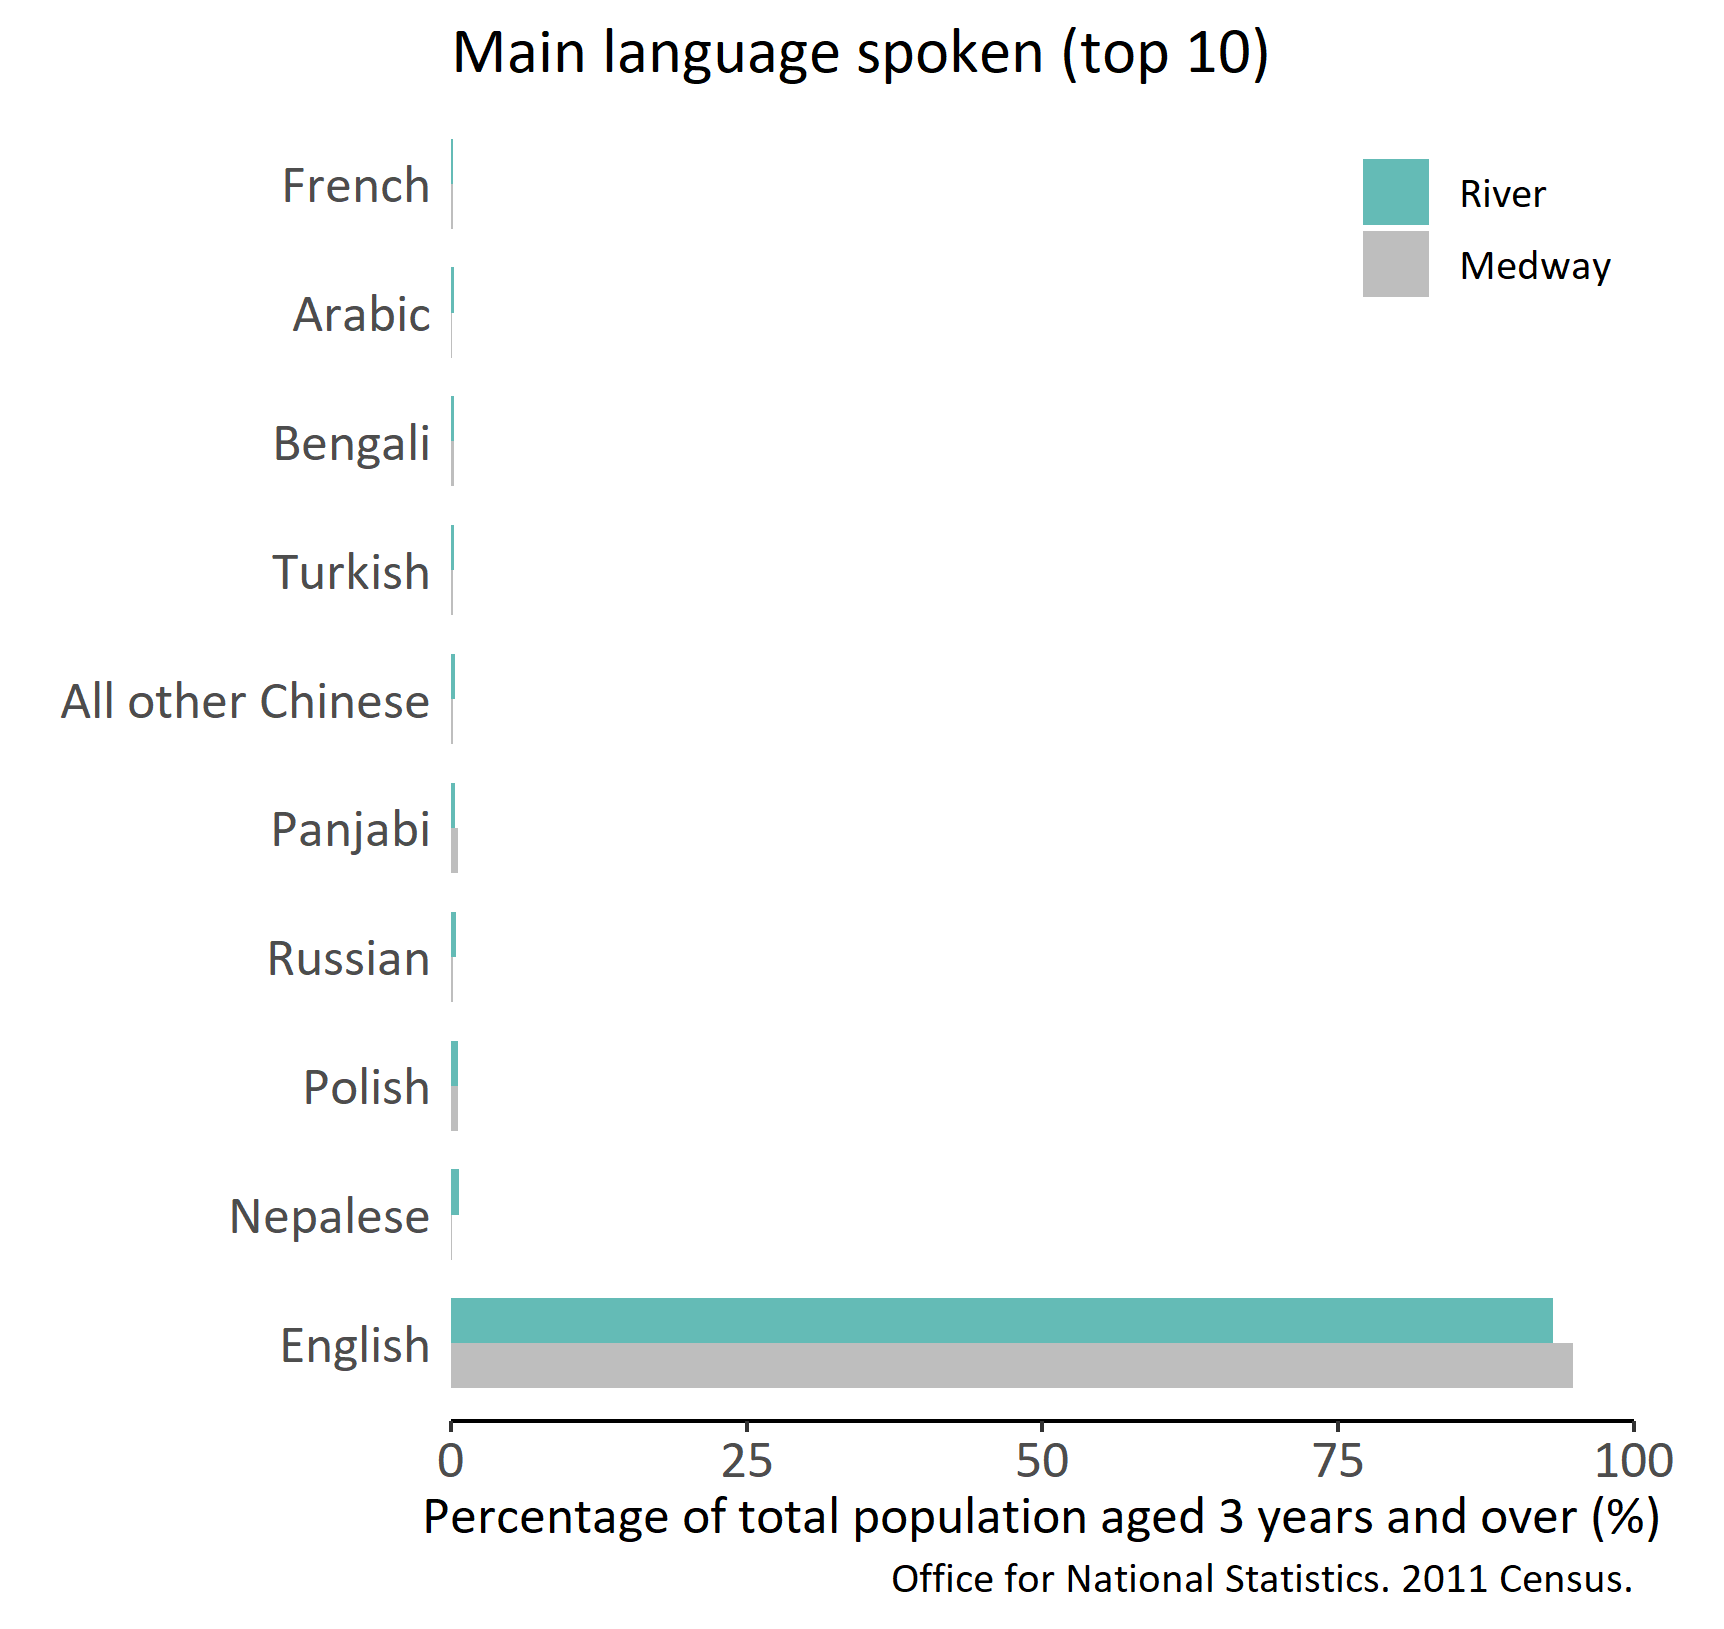 Main language spoken (top 10)
River
Medway
French
Arabic
Bengali
Turkish
All other Chinese
Panjabi
Russian
Polish
Nepalese
English
0 25 50 75 100
Percentage of total population aged 3 years and over (%)
Office for National Statistics. 2011 Census.